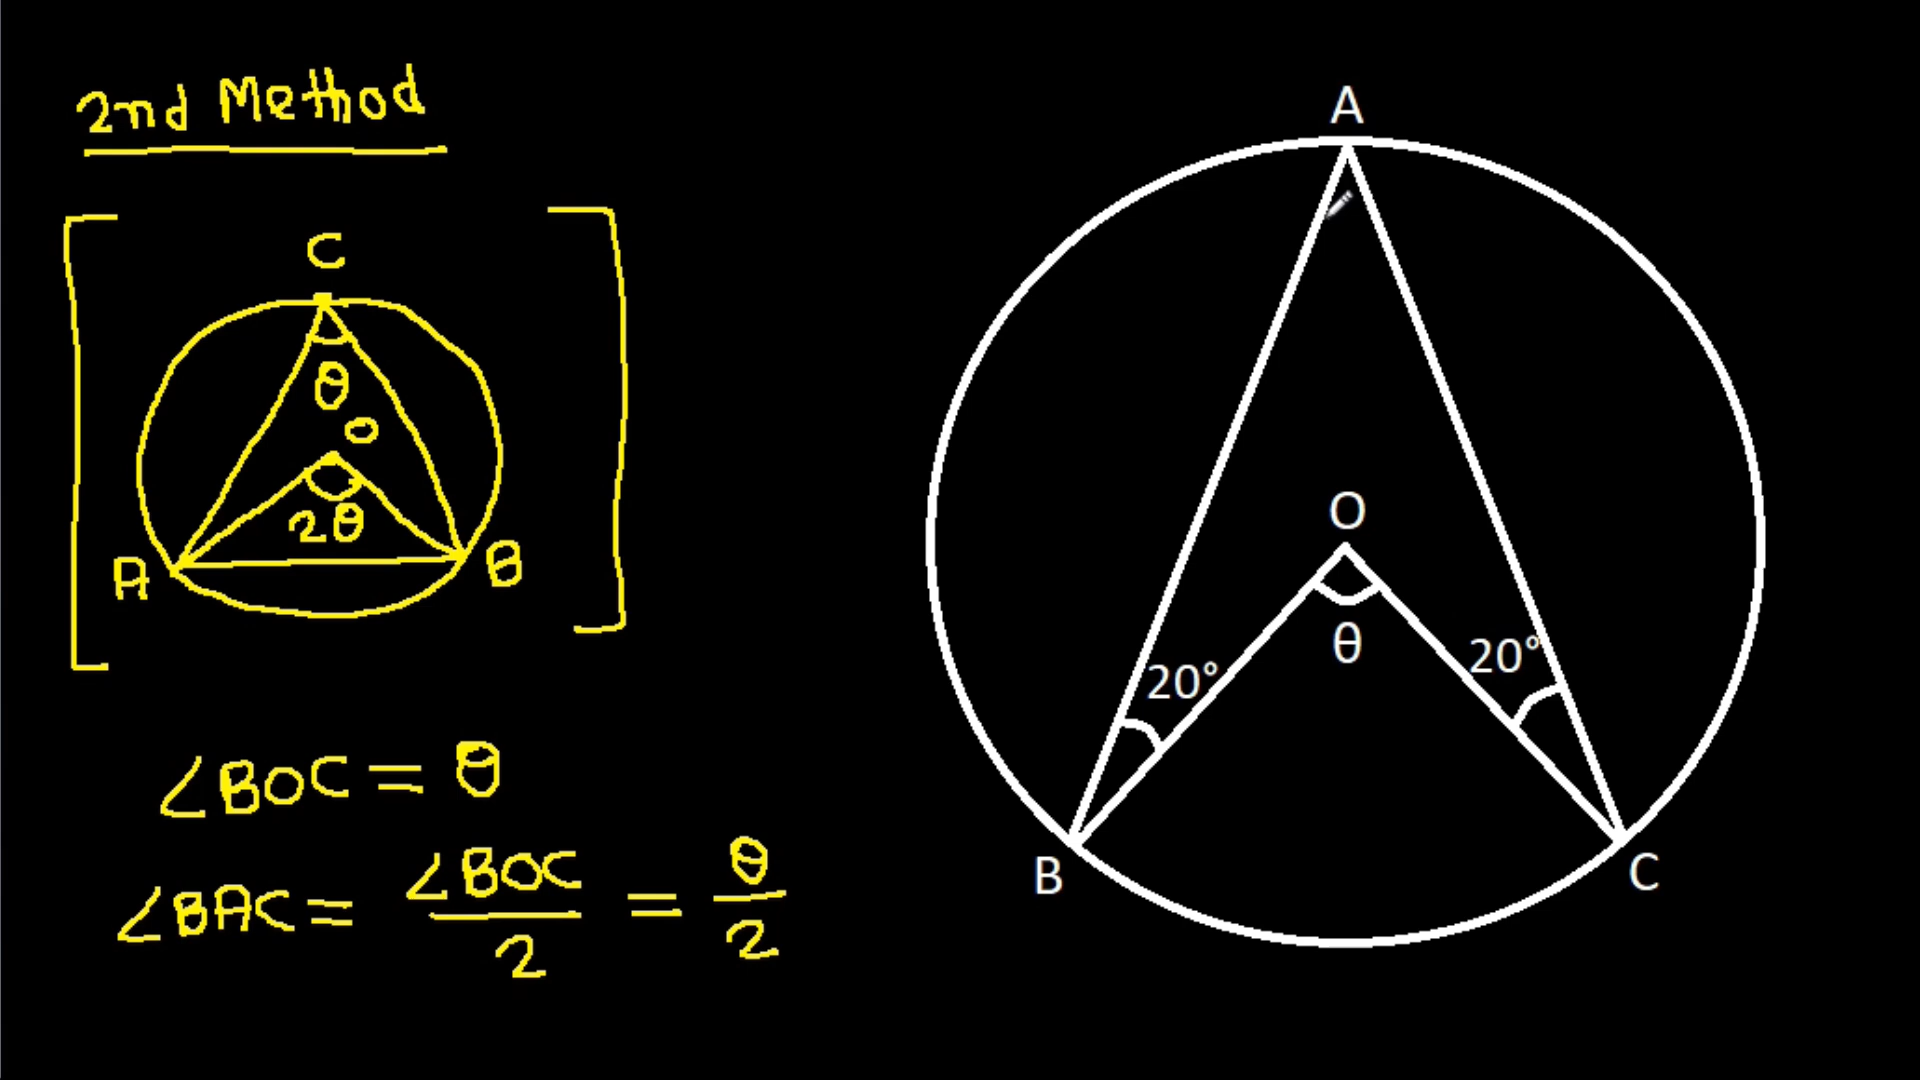 2nd Method
C
θ
O
2θ
A B
∠BOC = θ
∠BAC = ∠BOC/2 = θ/2
A
O
θ
20° 20°
B C